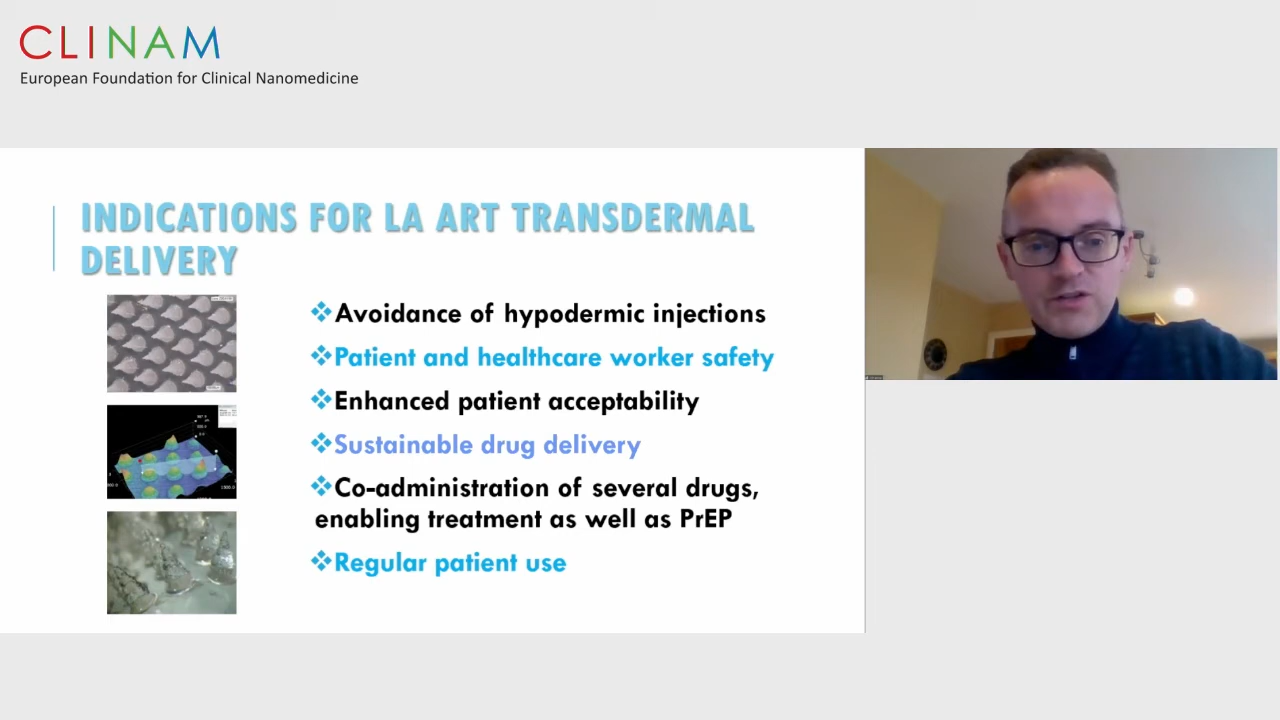 CLINAM
European Foundation for Clinical Nanomedicine
INDICATIONS FOR LA ART TRANSDERMAL
DELIVERY
❖Avoidance of hypodermic injections
❖Patient and healthcare worker safety
❖Enhanced patient acceptability
❖Sustainable drug delivery
❖Co-administration of several drugs,
enabling treatment as well as PrEP
❖Regular patient use